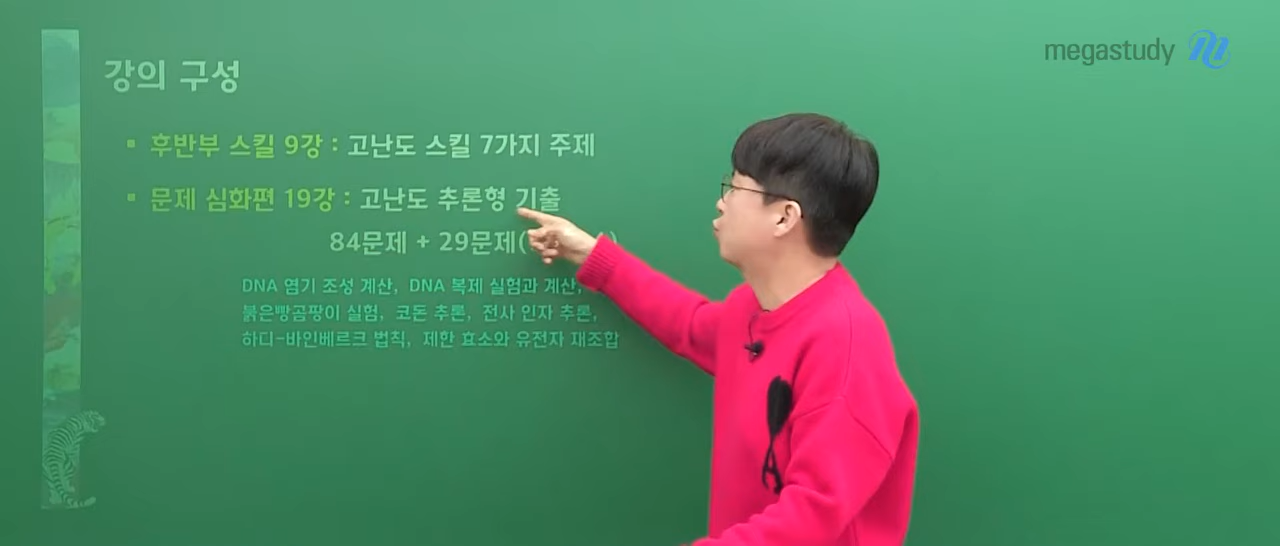 megastudy
강의 구성
▪ 후반부 스킬 9강 : 고난도 스킬 7가지 주제
▪ 문제 심화편 19강 : 고난도 추론형 기출
84문제 + 29문제( )
DNA 염기 조성 계산, DNA 복제 실험과 계산,
붉은빵곰팡이 실험, 코돈 추론, 전사 인자 추론,
하디-바인베르크 법칙, 제한 효소와 유전자 재조합